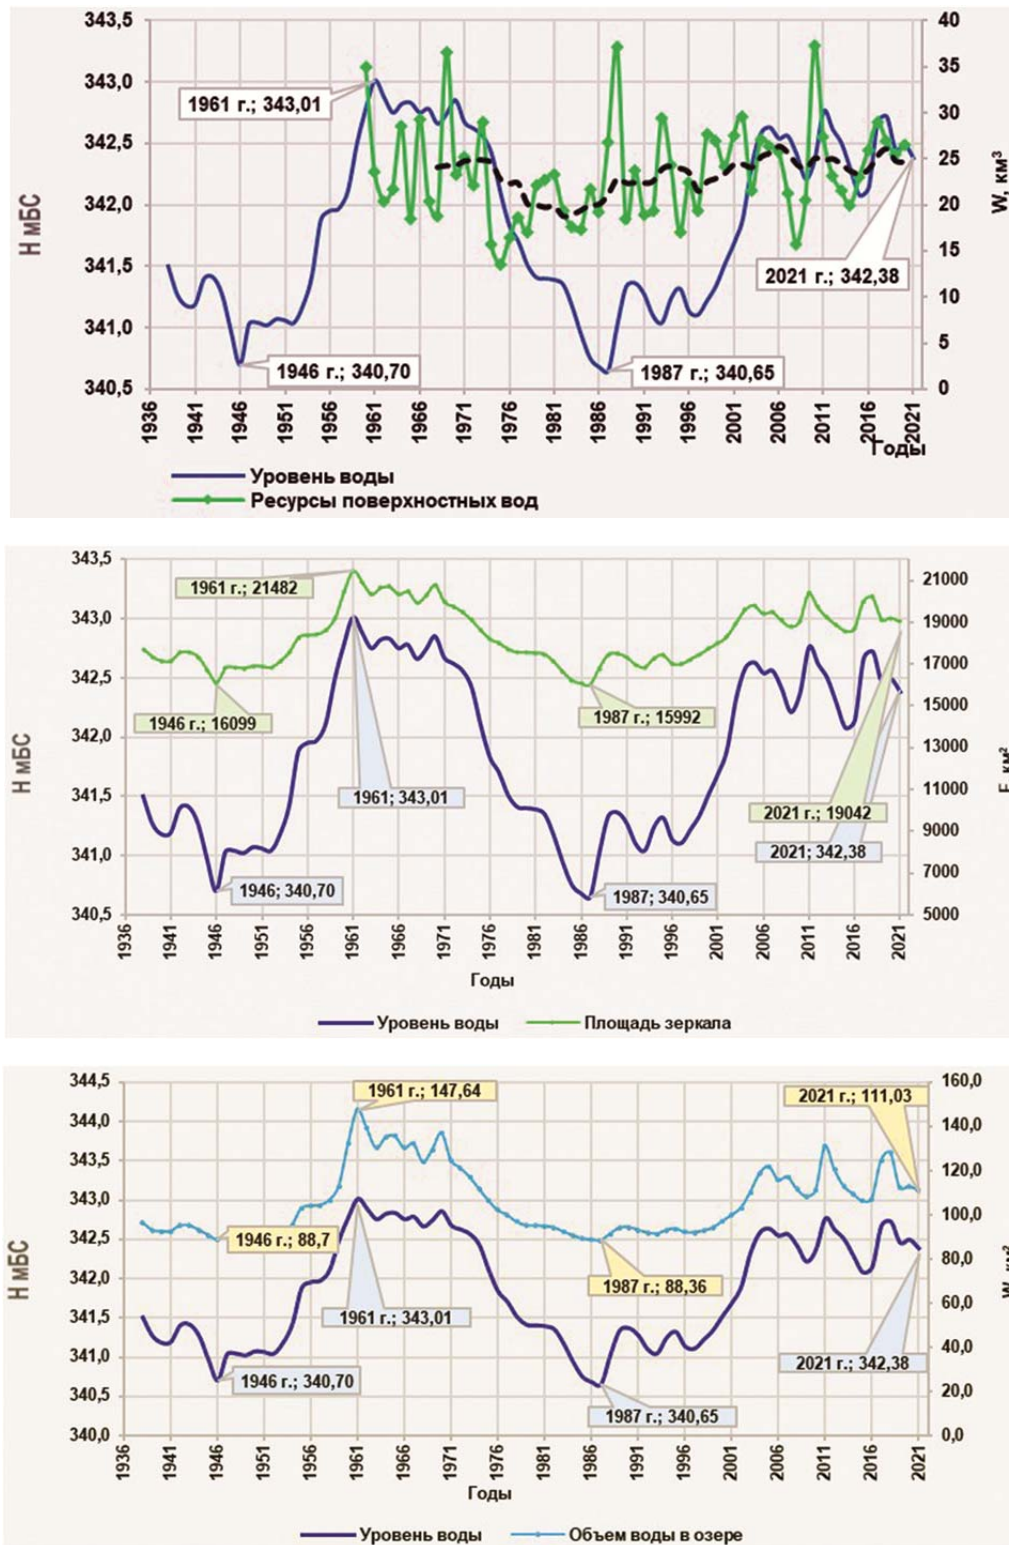 343,5
343,0
342,5
342,0
341,5
341,0
340,5
Н мБС
40
35
30
25
20
15
10
5
0
W, км³
1961 г.; 343,01
1946 г.; 340,70
1987 г.; 340,65
2021 г.; 342,38
1936 1941 1946 1951 1956 1961 1966 1971 1976 1981 1986 1991 1996 2001 2006 2011 2016 2021
Годы
Уровень воды
Ресурсы поверхностных вод
343,5
343,0
342,5
342,0
341,5
341,0
340,5
Н мБС
21000
19000
17000
15000
13000
11000
9000
7000
5000
1961 г.; 21482
1946 г.; 16099
1987 г.; 15992
1961; 343,01
2021 г.; 19042
2021; 342,38
1946; 340,70
1987; 340,65
1936 1941 1946 1951 1956 1961 1966 1971 1976 1981 1986 1991 1996 2001 2006 2011 2016 2021
Годы
Уровень воды
Площадь зеркала
344,5
344,0
343,5
343,0
342,5
342,0
341,5
341,0
340,5
340,0
Н мБС
160,0
140,0
120,0
100,0
80,0
60,0
40,0
20,0
0,0
1961 г.; 147,64
2021 г.; 111,03
1946 г.; 88,7
1987 г.; 88,36
1961 г.; 343,01
2021 г.; 342,38
1946 г.; 340,70
1987 г.; 340,65
1936 1941 1946 1951 1956 1961 1966 1971 1976 1981 1986 1991 1996 2001 2006 2011 2016 2021
Годы
Уровень воды
Объем воды в озере